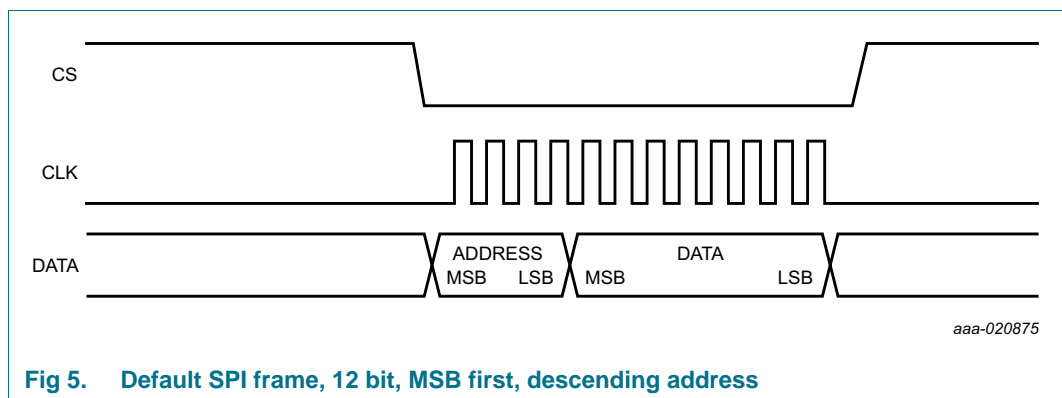 CS
CLK
DATA
ADDRESS DATA
MSB LSB MSB LSB
aaa-020875
Fig 5. Default SPI frame, 12 bit, MSB first, descending address